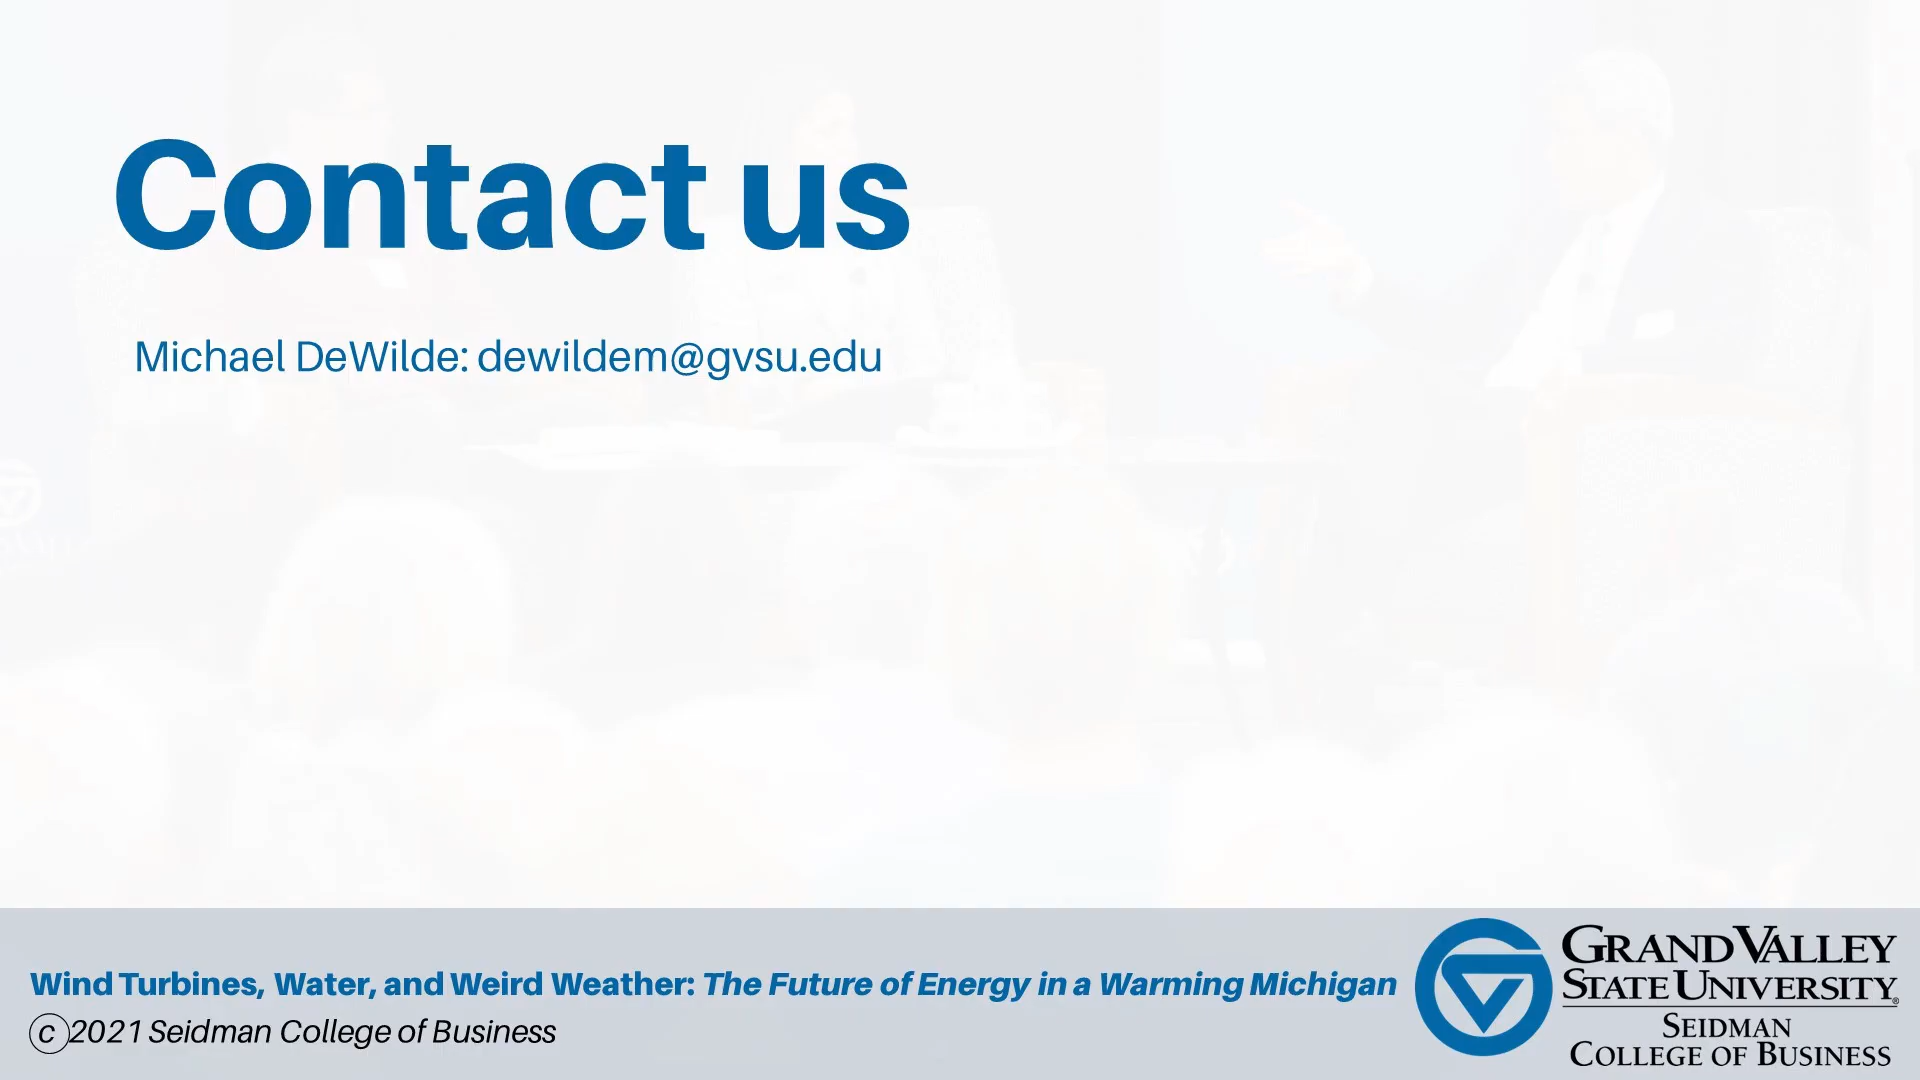 Contact us
Michael DeWilde: dewildem@gvsu.edu
Wind Turbines, Water, and Weird Weather: The Future of Energy in a Warming Michigan
©2021 Seidman College of Business
GRAND VALLEY
STATE UNIVERSITY®
SEIDMAN
COLLEGE OF BUSINESS